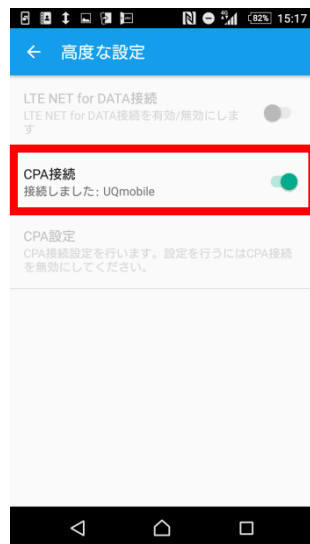 82% 15:17
高度な設定
LTE NET for DATA接続
LTE NET for DATA接続を有効/無効にしま
す
CPA接続
接続しました: UQmobile
CPA設定
CPA接続設定を行います。設定を行うにはCPA接続
を無効にしてください。